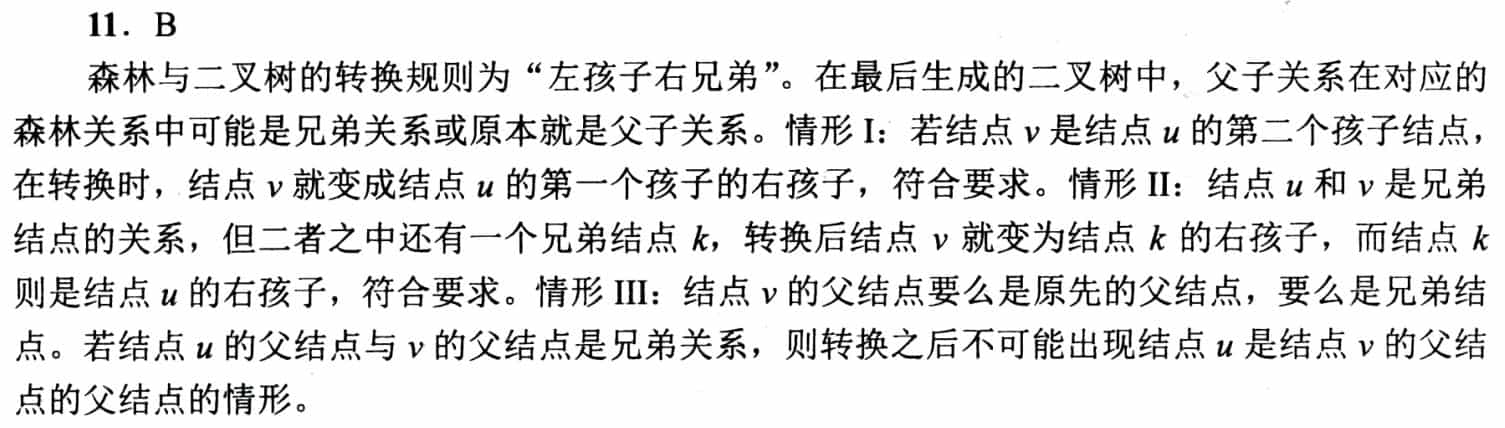 11. B
森林与二叉树的转换规则为“左孩子右兄弟”。在最后生成的二叉树中，父子关系在对应的
森林关系中可能是兄弟关系或原本就是父子关系。情形 I：若结点 v 是结点 u 的第二个孩子结点，
在转换时，结点 v 就变成结点 u 的第一个孩子的右孩子，符合要求。情形 II：结点 u 和 v 是兄弟
结点的关系，但二者之中还有一个兄弟结点 k，转换后结点 v 就变为结点 k 的右孩子，而结点 k
则是结点 u 的右孩子，符合要求。情形 III：结点 v 的父结点要么是原先的父结点，要么是兄弟结
点。若结点 u 的父结点与 v 的父结点是兄弟关系，则转换之后不可能出现结点 u 是结点 v 的父结
点的父结点的情形。